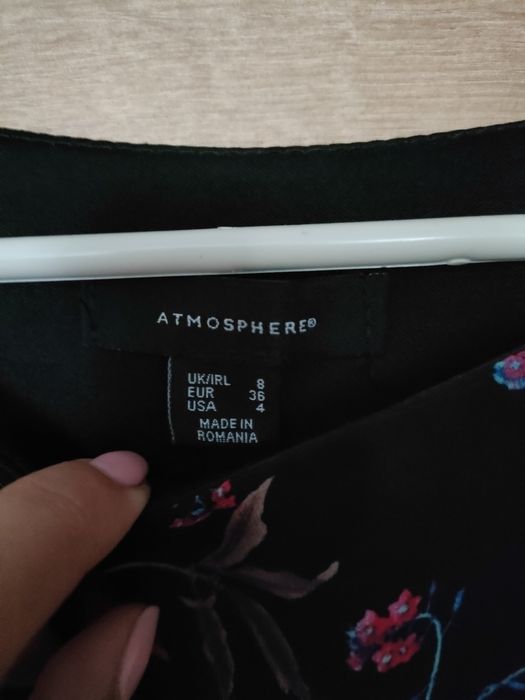 ATMOSPHERE®
UK/IRL 8
EUR 36
USA 4
MADE IN
ROMANIA